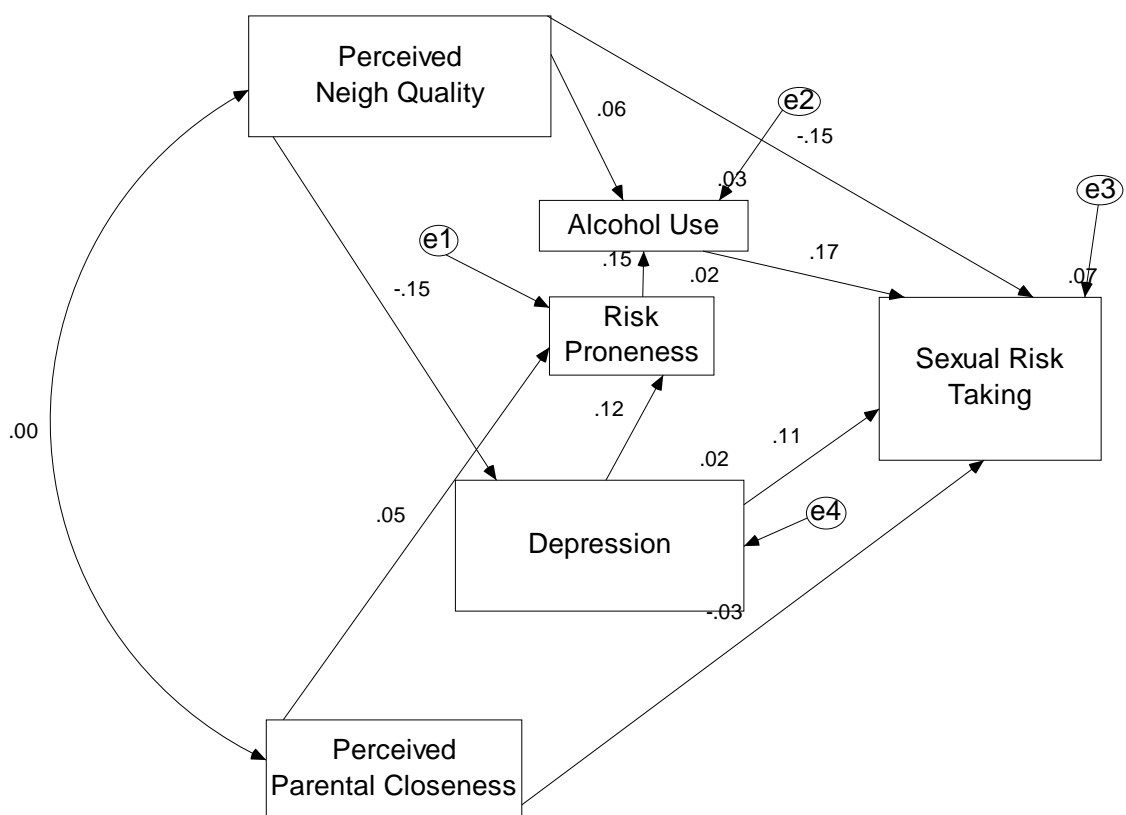 Perceived
Neigh Quality
.06
e2
-.15
.03
e3
Alcohol Use
e1
.15
.02
.17
.07
-.15
Risk
Proneness
Sexual Risk
Taking
.12
.11
.00
.02
.05
e4
Depression
-.03
Perceived
Parental Closeness